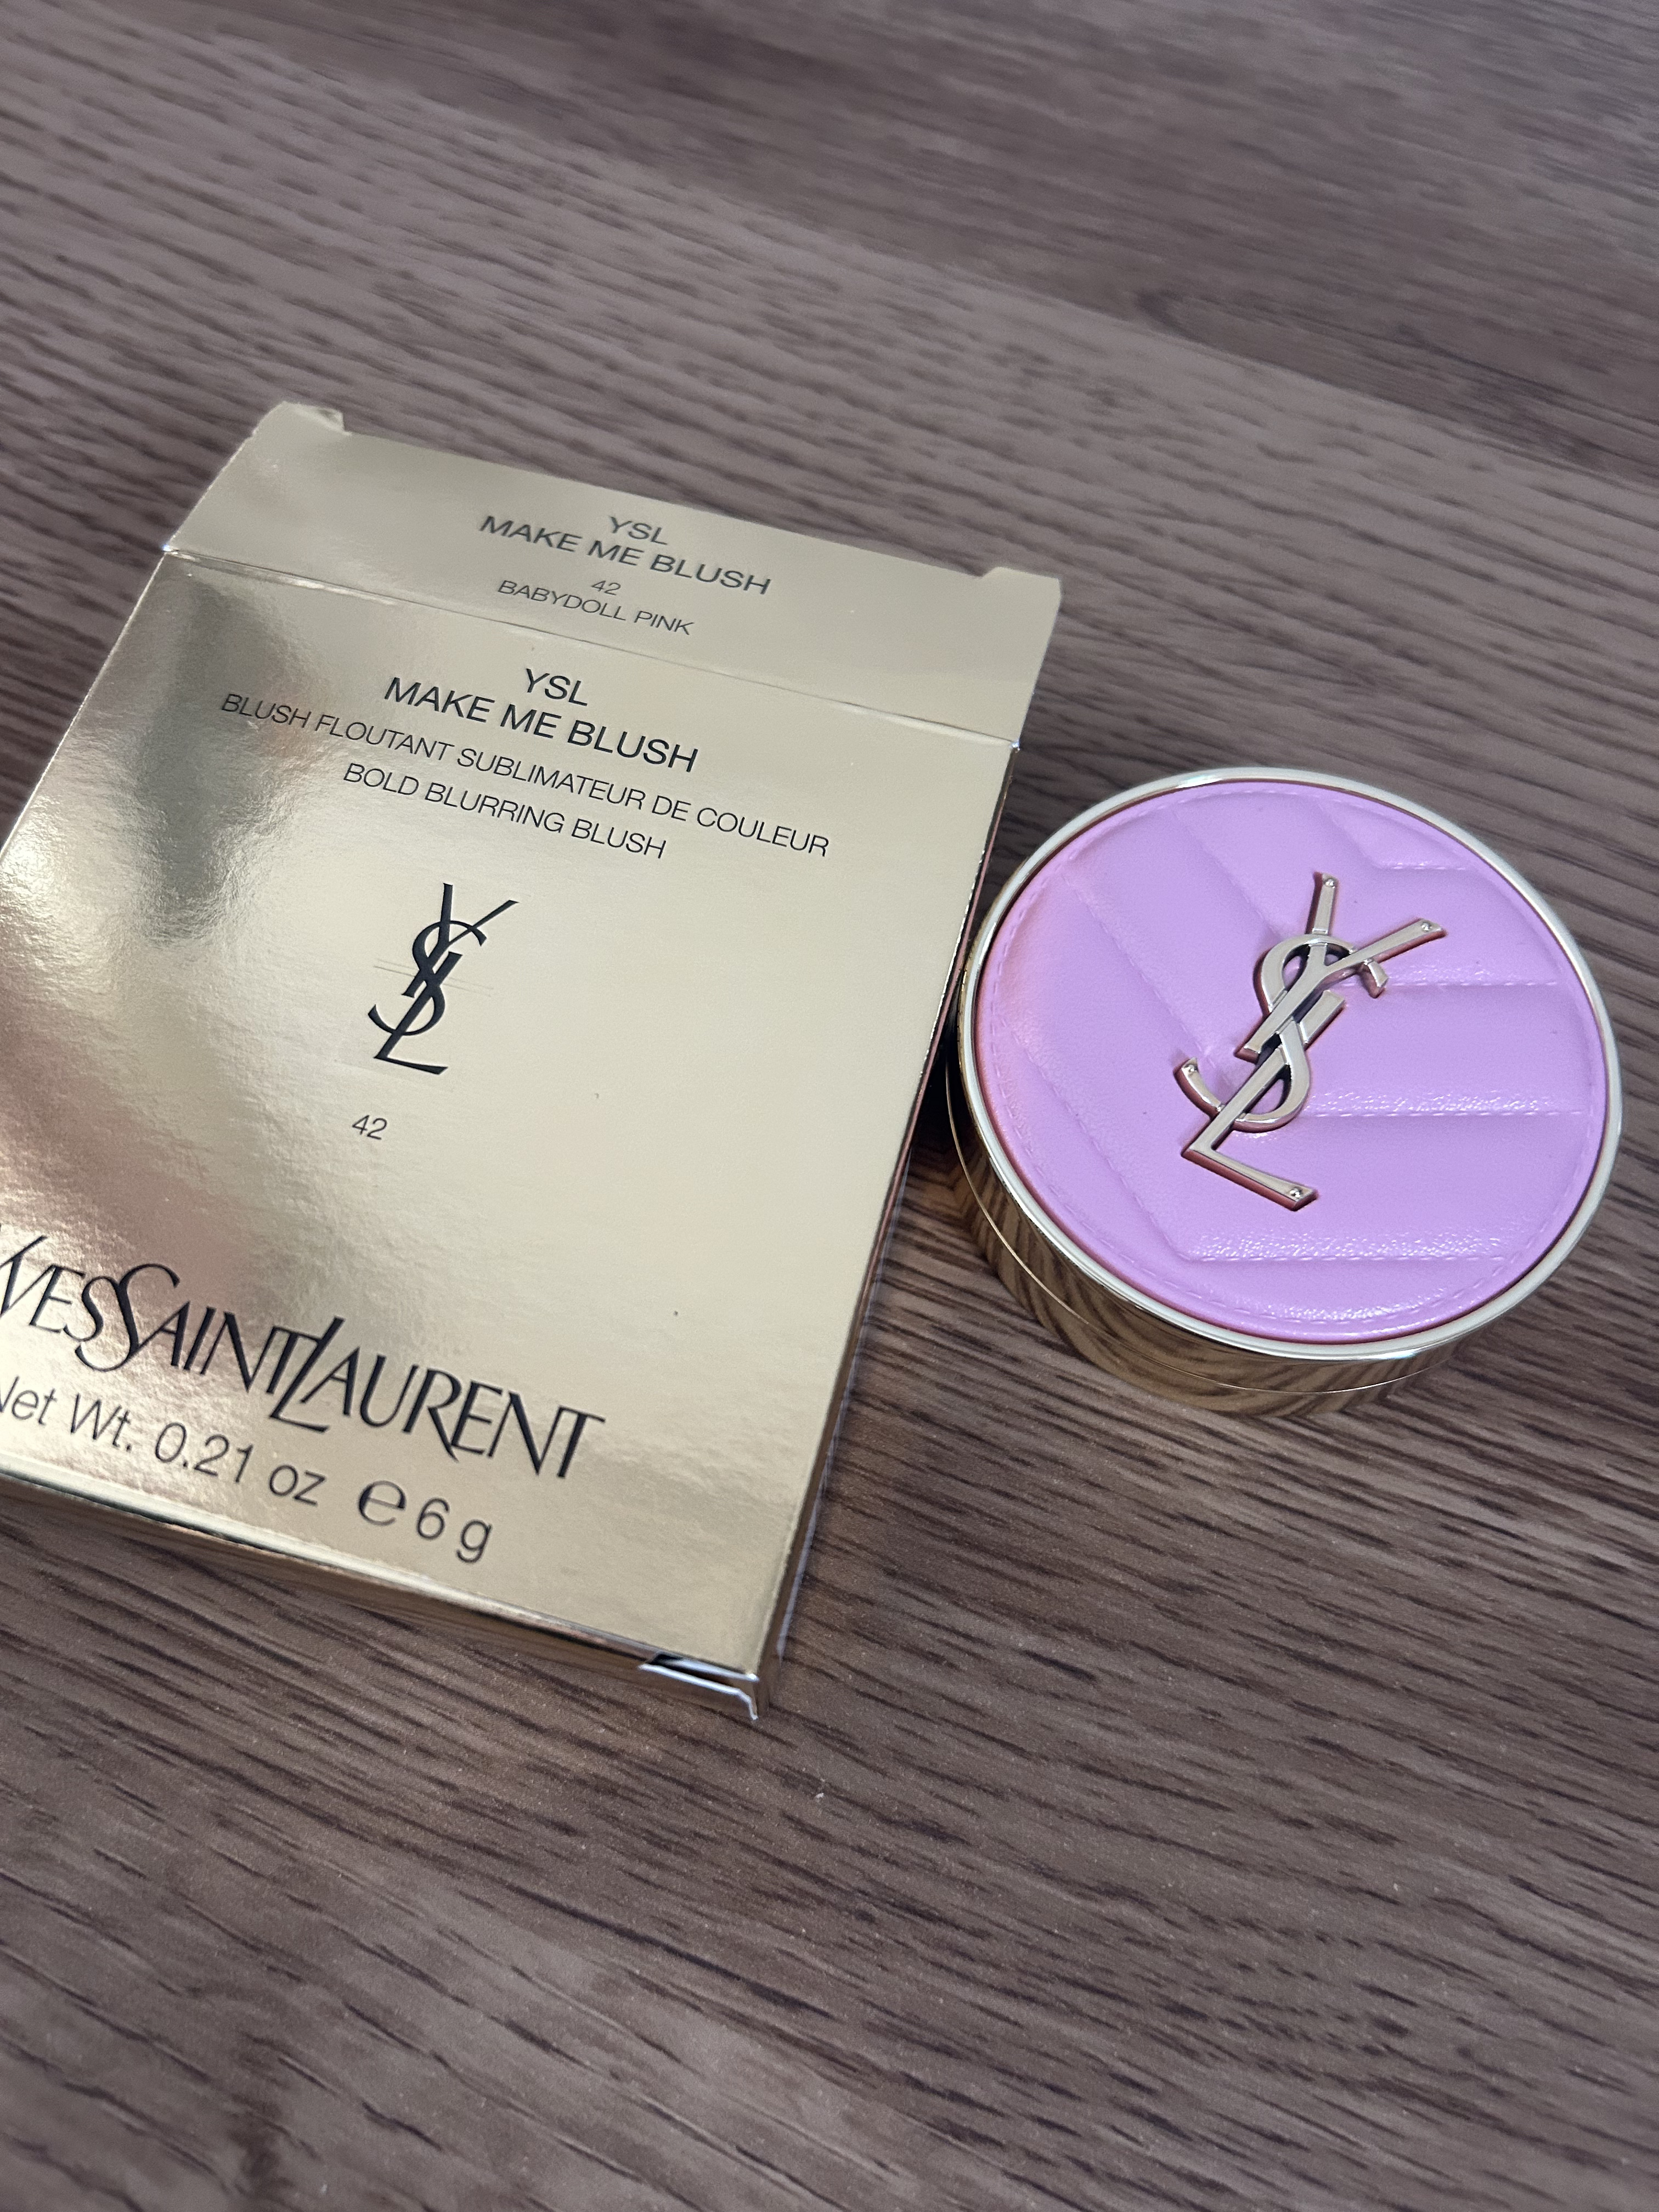 YSL
MAKE ME BLUSH
42
BABYDOLL PINK
YSL
MAKE ME BLUSH
BLUSH FLOUTANT SUBLIMATEUR DE COULEUR
BOLD BLURRING BLUSH
YSL
42
YVESSAINTLAURENT
Net Wt. 0.21 oz ℮ 6 g
YSL